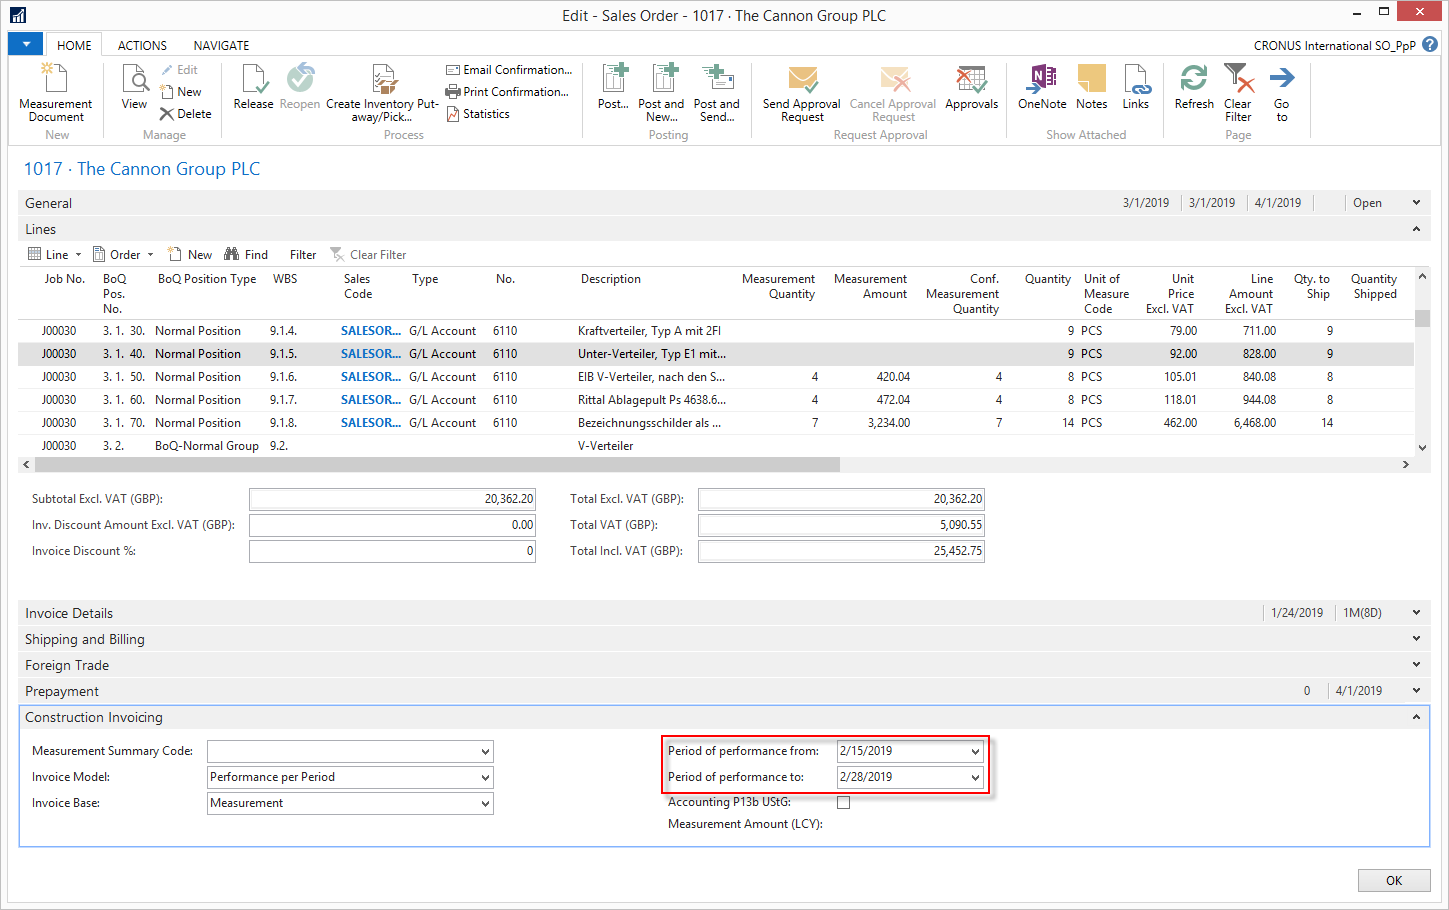 Edit - Sales Order - 1017 · The Cannon Group PLC
HOME ACTIONS NAVIGATE CRONUS International SO_PpP ?
Measurement Document
New
View
Edit
New
Delete
Manage
Release
Reopen
Create Inventory Put-away/Pick...
Email Confirmation...
Print Confirmation...
Statistics
Process
Post...
Post and New...
Post and Send...
Posting
Send Approval Request
Cancel Approval Request
Approvals
Request Approval
OneNote
Notes
Links
Show Attached
Refresh
Clear Filter
Go to
Page
1017 · The Cannon Group PLC
General 3/1/2019 3/1/2019 4/1/2019 Open
Lines
Line Order New Find Filter Clear Filter
Job No. BoQ Pos. No. BoQ Position Type WBS Sales Code Type No. Description Measurement Quantity Measurement Amount Conf. Measurement Quantity Quantity Unit of Measure Code Unit Price Excl. VAT Line Amount Excl. VAT Qty. to Ship Quantity Shipped
J00030 3. 1. 30. Normal Position 9.1.4. SALESOR... G/L Account 6110 Kraftverteiler, Typ A mit 2Fl 9 PCS 79.00 711.00 9
J00030 3. 1. 40. Normal Position 9.1.5. SALESOR... G/L Account 6110 Unter-Verteiler, Typ E1 mit... 9 PCS 92.00 828.00 9
J00030 3. 1. 50. Normal Position 9.1.6. SALESOR... G/L Account 6110 EIB V-Verteiler, nach den S... 4 420.04 4 8 PCS 105.01 840.08 8
J00030 3. 1. 60. Normal Position 9.1.7. SALESOR... G/L Account 6110 Rittal Ablagepult Ps 4638.6... 4 472.04 4 8 PCS 118.01 944.08 8
J00030 3. 1. 70. Normal Position 9.1.8. SALESOR... G/L Account 6110 Bezeichnungsschilder als ... 7 3,234.00 7 14 PCS 462.00 6,468.00 14
J00030 3. 2. BoQ-Normal Group 9.2. V-Verteiler
Subtotal Excl. VAT (GBP): 20,362.20 Total Excl. VAT (GBP): 20,362.20
Inv. Discount Amount Excl. VAT (GBP): 0.00 Total VAT (GBP): 5,090.55
Invoice Discount %: 0 Total Incl. VAT (GBP): 25,452.75
Invoice Details 1/24/2019 1M(8D)
Shipping and Billing
Foreign Trade
Prepayment 0 4/1/2019
Construction Invoicing
Measurement Summary Code: Period of performance from: 2/15/2019
Invoice Model: Performance per Period Period of performance to: 2/28/2019
Invoice Base: Measurement Accounting P13b UStG:
Measurement Amount (LCY):
OK